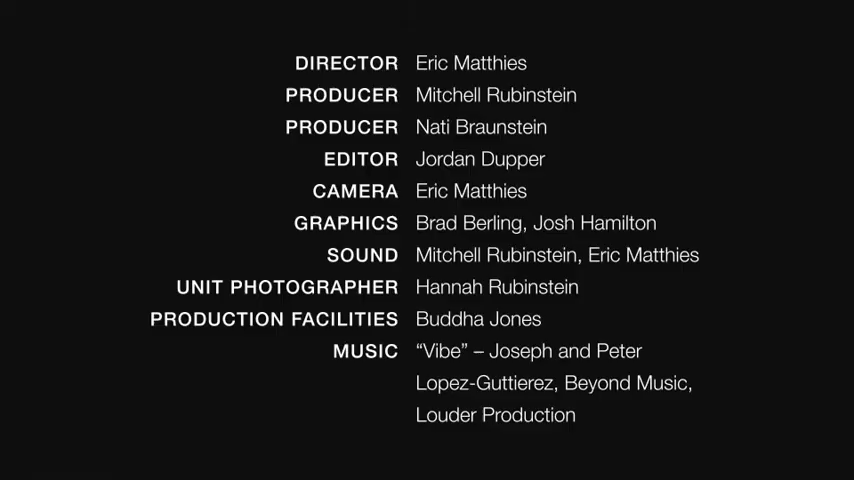 DIRECTOR Eric Matthies
PRODUCER Mitchell Rubinstein
PRODUCER Nati Braunstein
EDITOR Jordan Dupper
CAMERA Eric Matthies
GRAPHICS Brad Berling, Josh Hamilton
SOUND Mitchell Rubinstein, Eric Matthies
UNIT PHOTOGRAPHER Hannah Rubinstein
PRODUCTION FACILITIES Buddha Jones
MUSIC “Vibe” – Joseph and Peter
Lopez-Guttierez, Beyond Music,
Louder Production